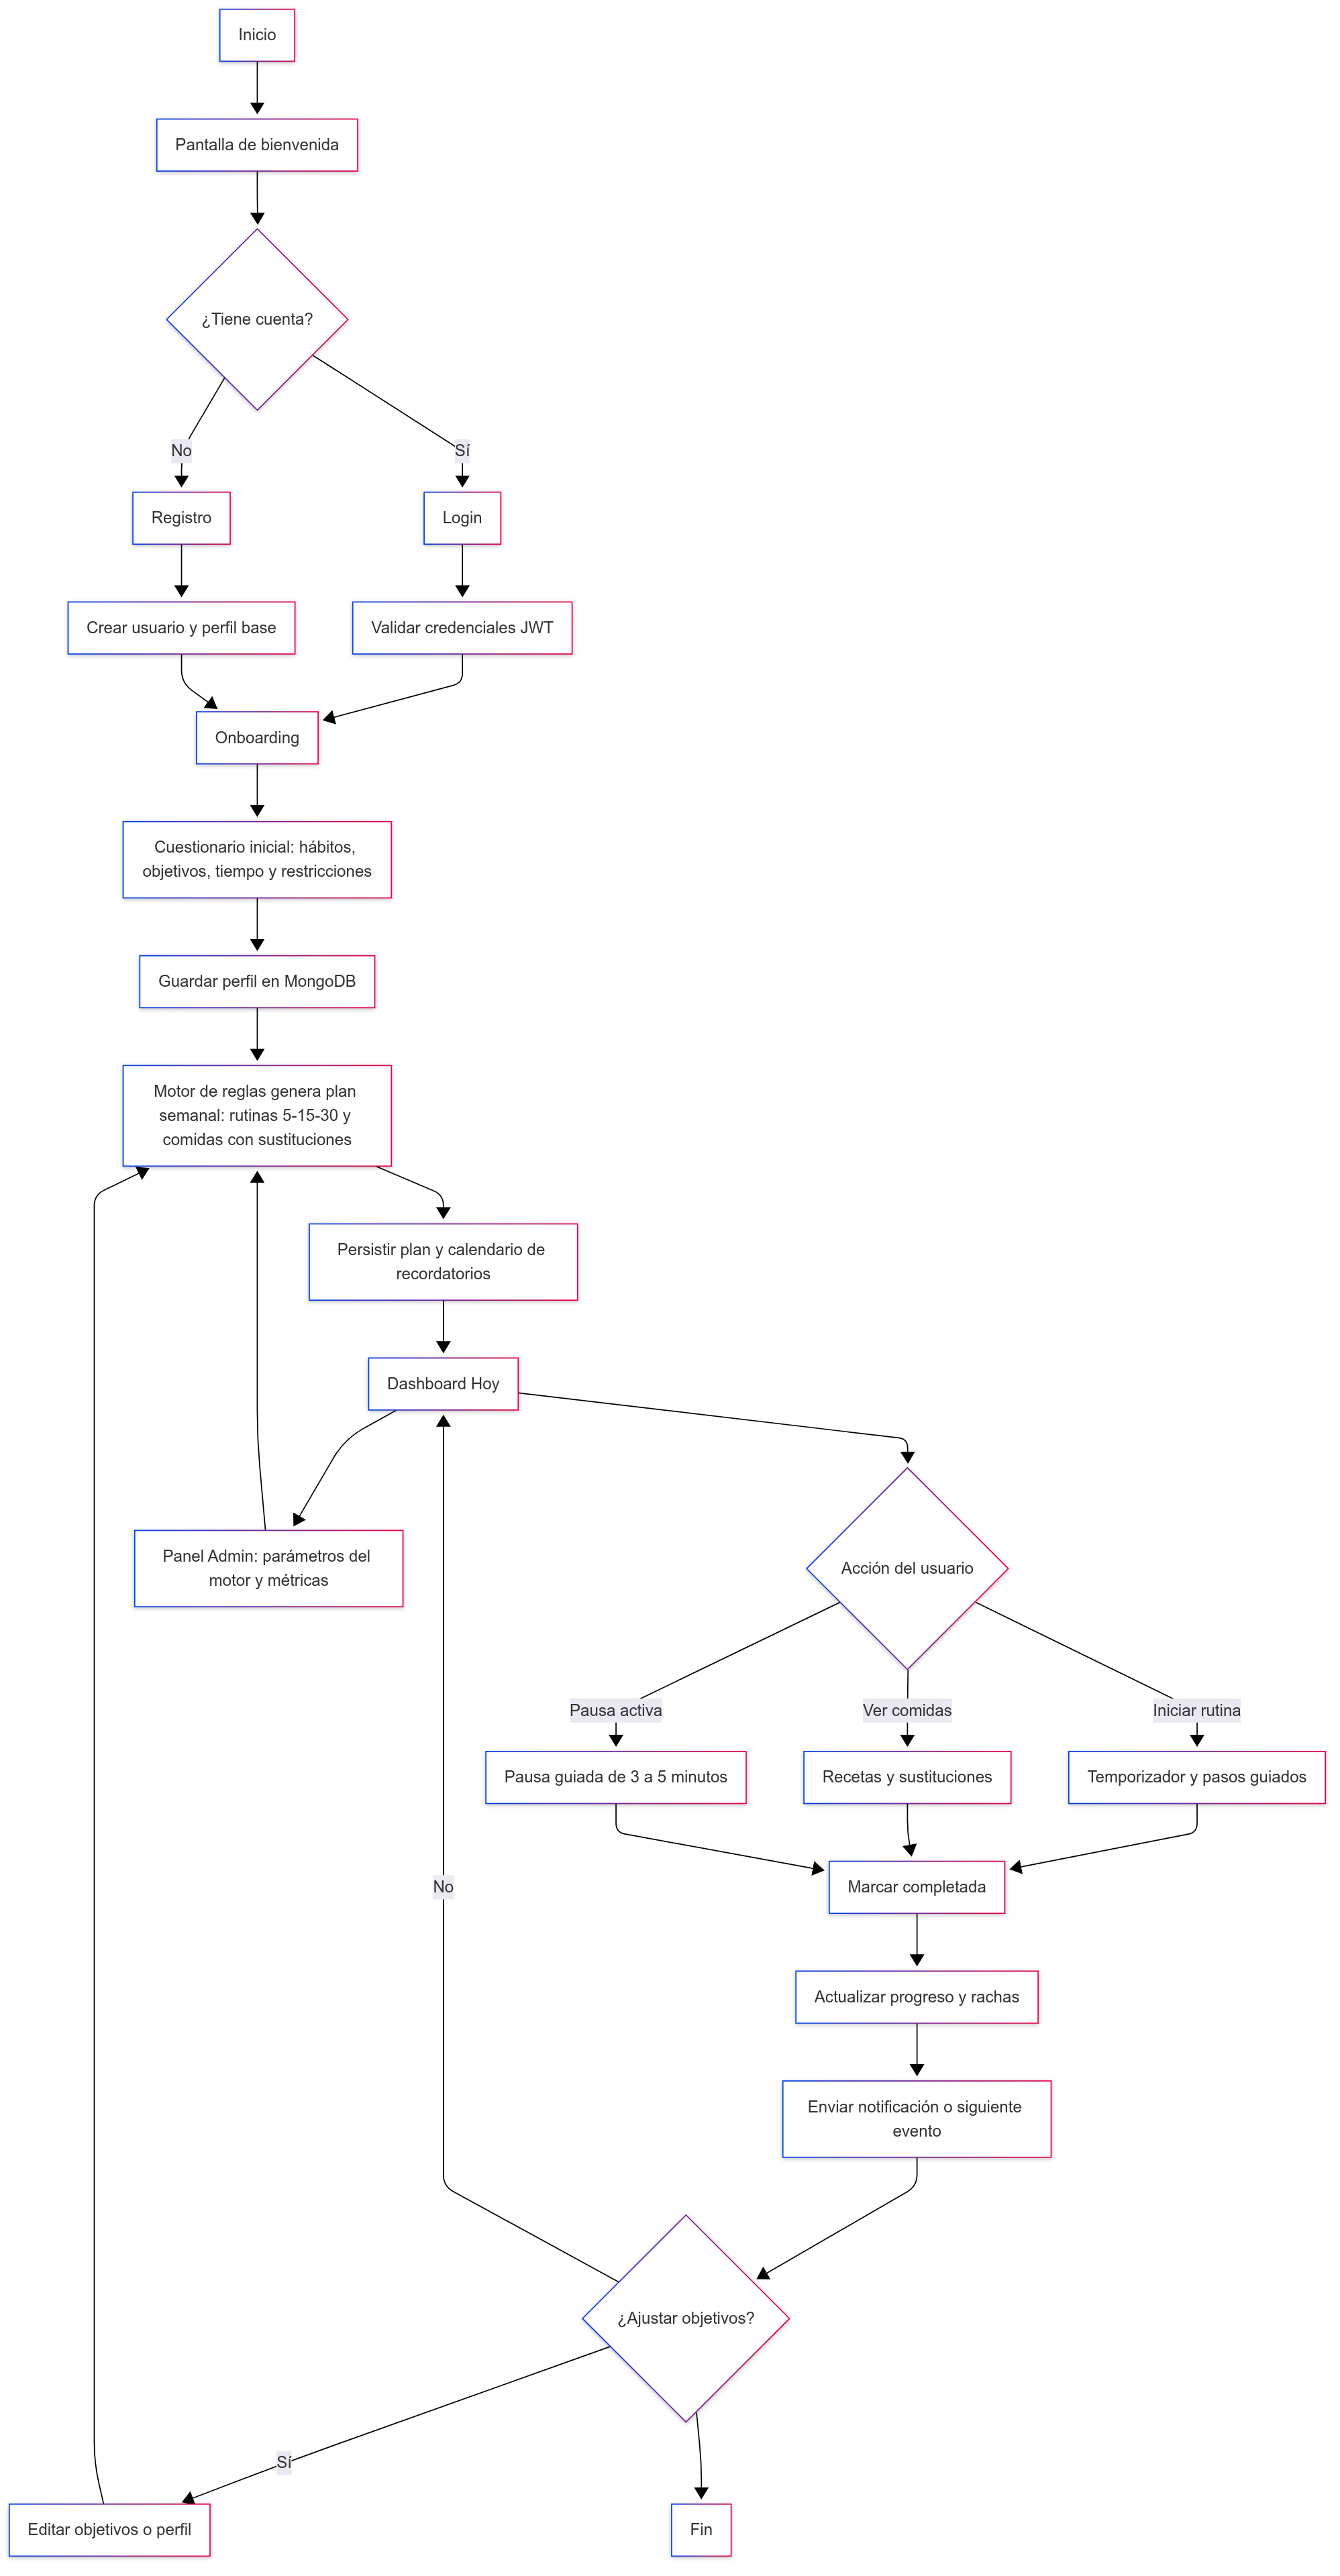 Inicio
Pantalla de bienvenida
¿Tiene cuenta?
No
Sí
Registro
Login
Crear usuario y perfil base
Validar credenciales JWT
Onboarding
Cuestionario inicial: hábitos,
objetivos, tiempo y restricciones
Guardar perfil en MongoDB
Motor de reglas genera plan
semanal: rutinas 5-15-30 y
comidas con sustituciones
Persistir plan y calendario de
recordatorios
Dashboard Hoy
Panel Admin: parámetros del
motor y métricas
Acción del usuario
Pausa activa
Ver comidas
Iniciar rutina
Pausa guiada de 3 a 5 minutos
Recetas y sustituciones
Temporizador y pasos guiados
No
Marcar completada
Actualizar progreso y rachas
Enviar notificación o siguiente
evento
¿Ajustar objetivos?
Sí
Editar objetivos o perfil
Fin